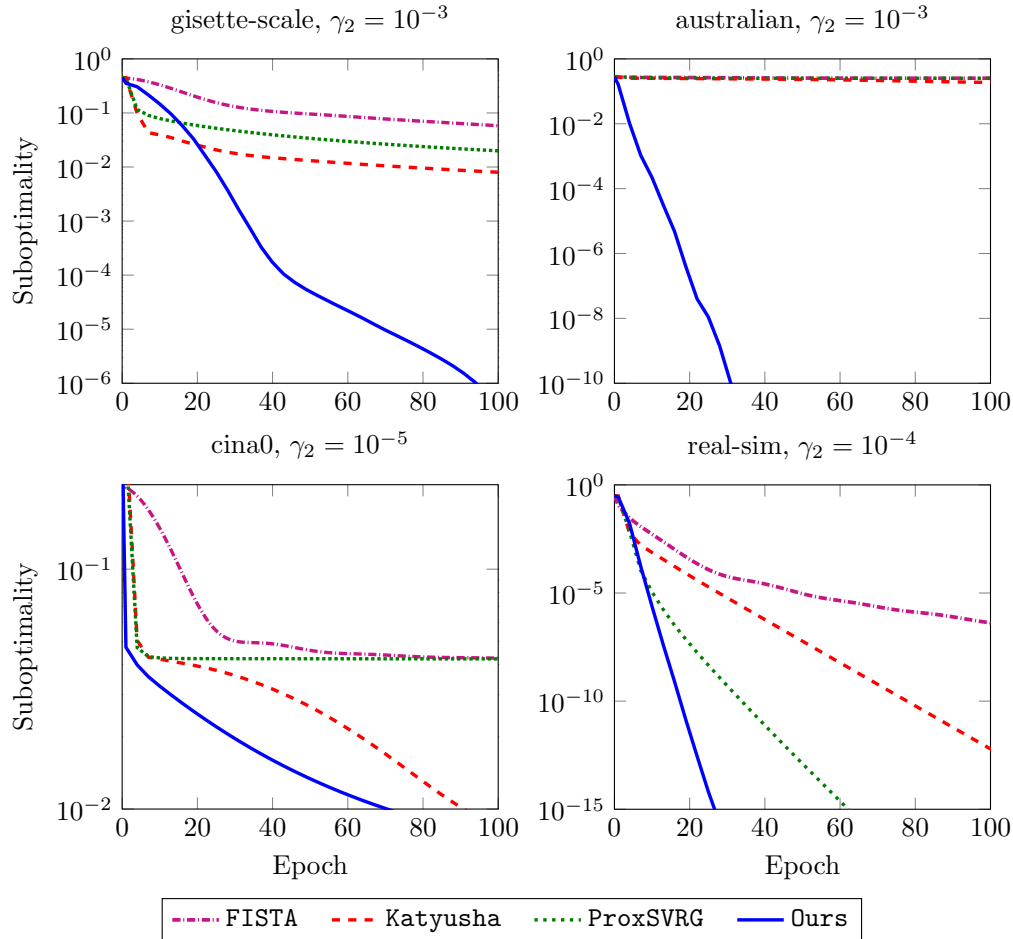 gisette-scale, γ₂ = 10⁻³
australian, γ₂ = 10⁻³
Suboptimality
10⁰
10⁻¹
10⁻²
10⁻³
10⁻⁴
10⁻⁵
10⁻⁶
0 20 40 60 80 100
10⁰
10⁻²
10⁻⁴
10⁻⁶
10⁻⁸
10⁻¹⁰
0 20 40 60 80 100
cina0, γ₂ = 10⁻⁵
real-sim, γ₂ = 10⁻⁴
Suboptimality
10⁻¹
10⁻²
0 20 40 60 80 100
Epoch
10⁰
10⁻⁵
10⁻¹⁰
10⁻¹⁵
0 20 40 60 80 100
Epoch
FISTA Katyusha ProxSVRG Ours